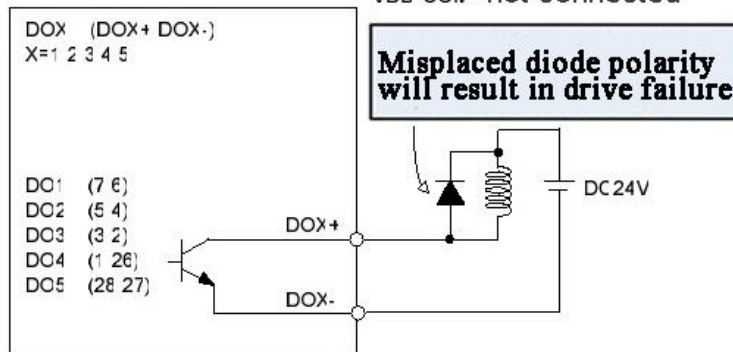 DOX (DOX+ DOX-)
X=1 2 3 4 5
Misplaced diode polarity
will result in drive failure
DO1 (7 6)
DO2 (5 4)
DO3 (3 2)
DO4 (1 26)
DO5 (28 27)
DOX+
DOX-
DC24V